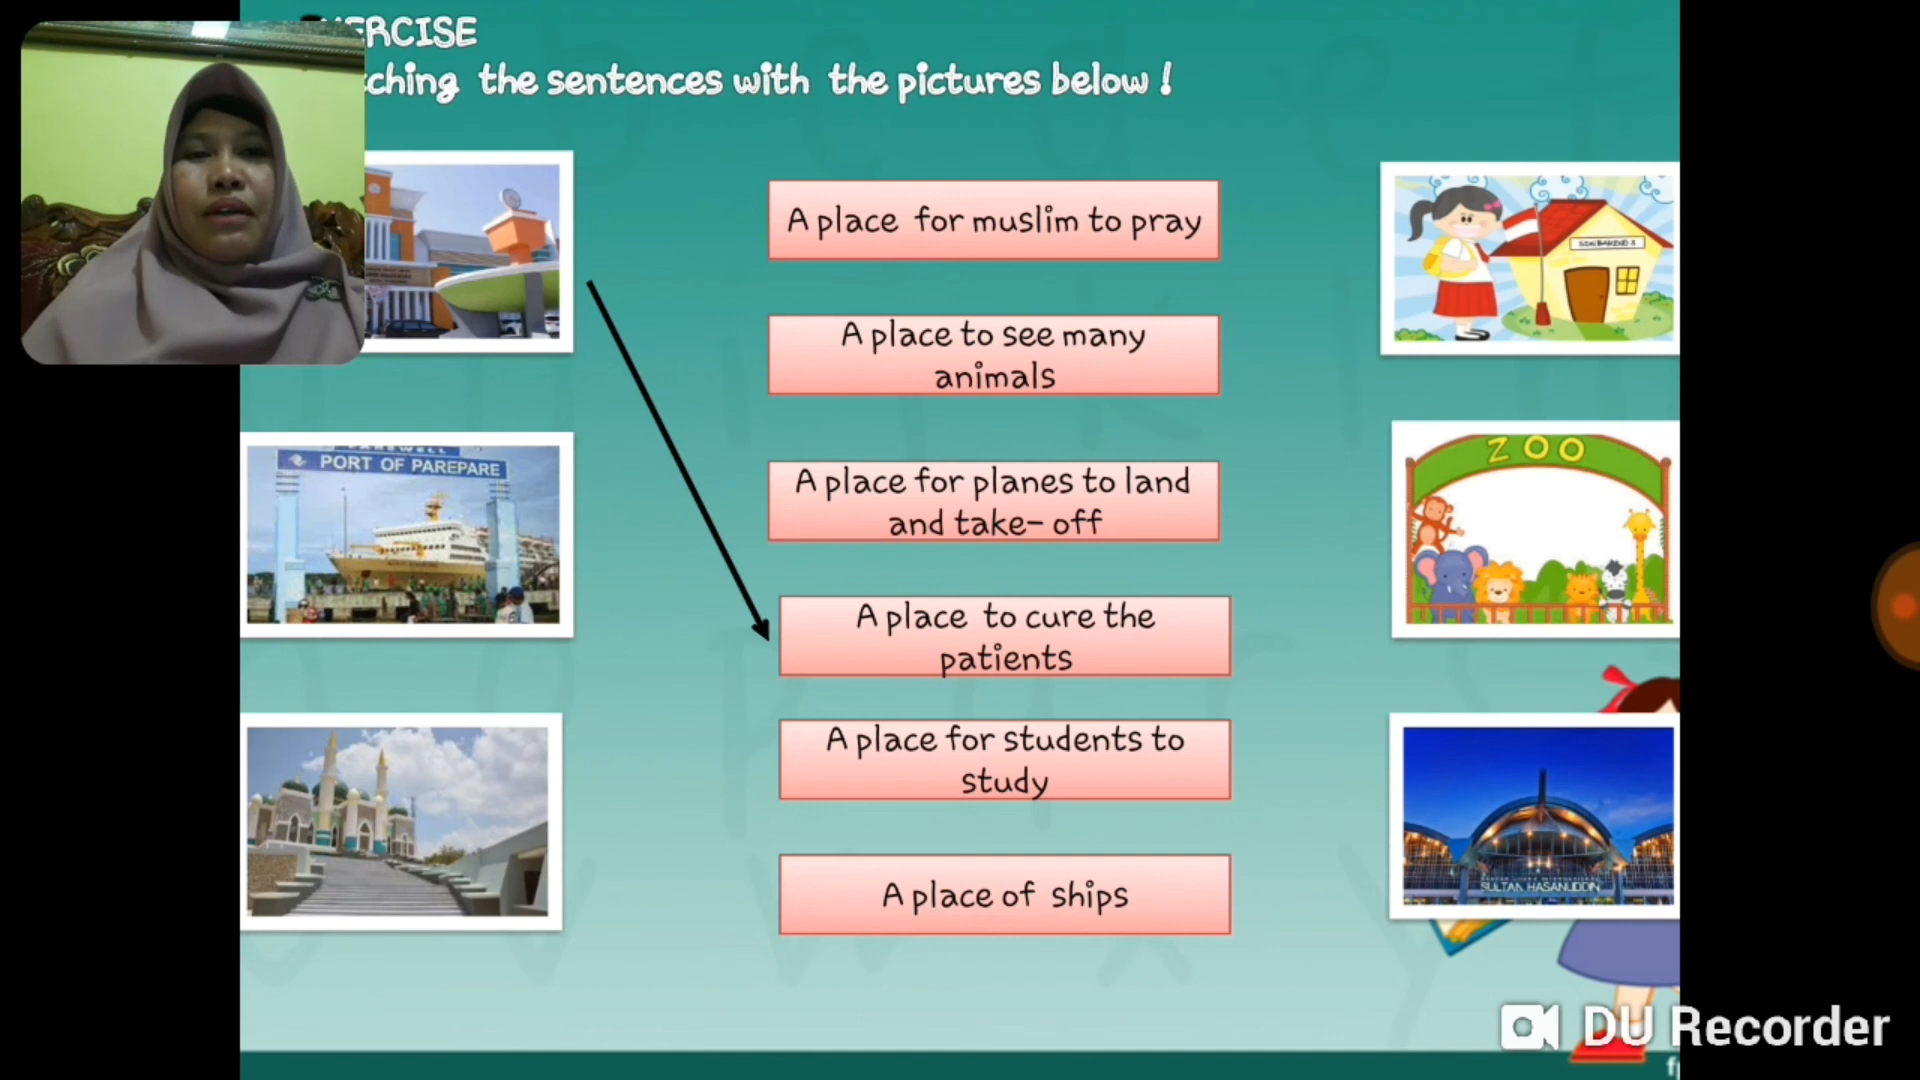 ERCISE
ching the sentences with the pictures below !
A place for muslim to pray
A place to see many
animals
A place for planes to land
and take- off
A place to cure the
patients
A place for students to
study
A place of ships
PORT OF PAREPARE
ZOO
SULTAN HASANUDDIN
DU Recorder